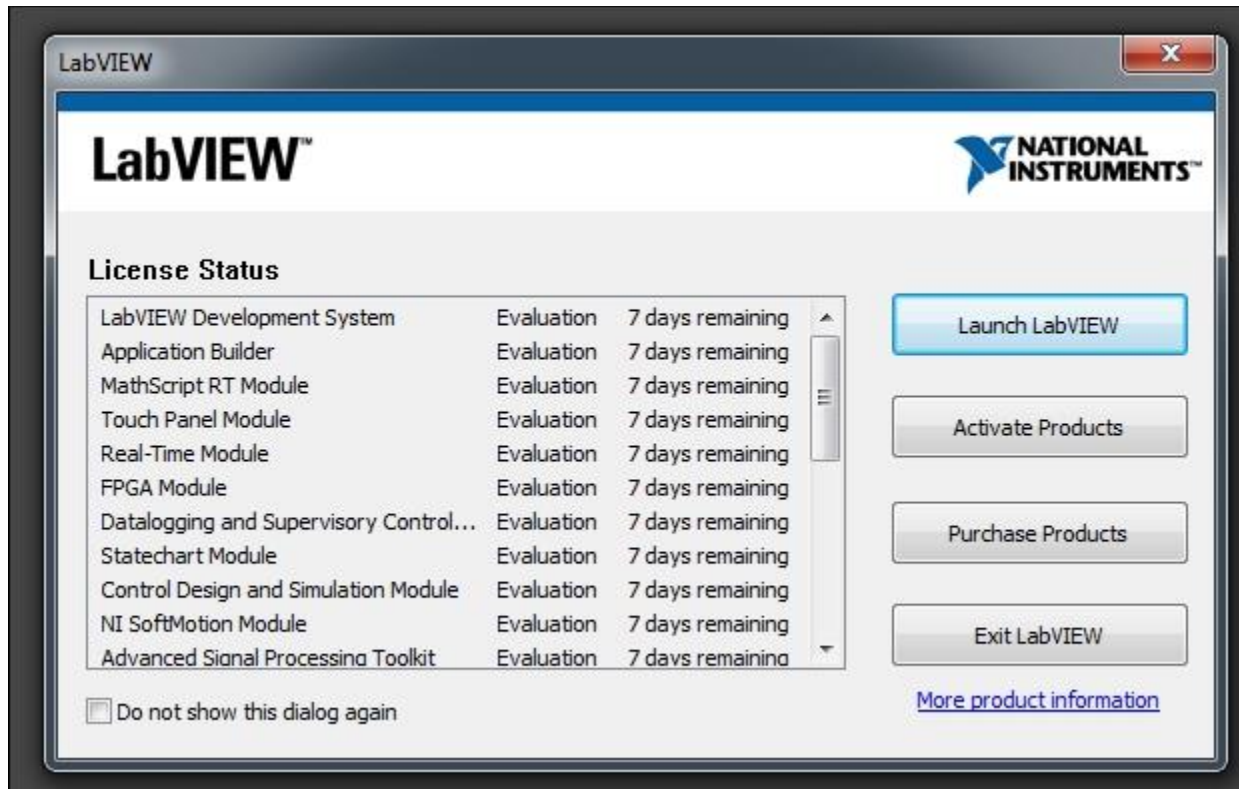 LabVIEW
LabVIEW™
NATIONAL
INSTRUMENTS™
License Status
LabVIEW Development System Evaluation 7 days remaining
Application Builder Evaluation 7 days remaining
MathScript RT Module Evaluation 7 days remaining
Touch Panel Module Evaluation 7 days remaining
Real-Time Module Evaluation 7 days remaining
FPGA Module Evaluation 7 days remaining
Datalogging and Supervisory Control... Evaluation 7 days remaining
Statechart Module Evaluation 7 days remaining
Control Design and Simulation Module Evaluation 7 days remaining
NI SoftMotion Module Evaluation 7 days remaining
Advanced Signal Processing Toolkit Evaluation 7 days remaining
Do not show this dialog again
Launch LabVIEW
Activate Products
Purchase Products
Exit LabVIEW
More product information